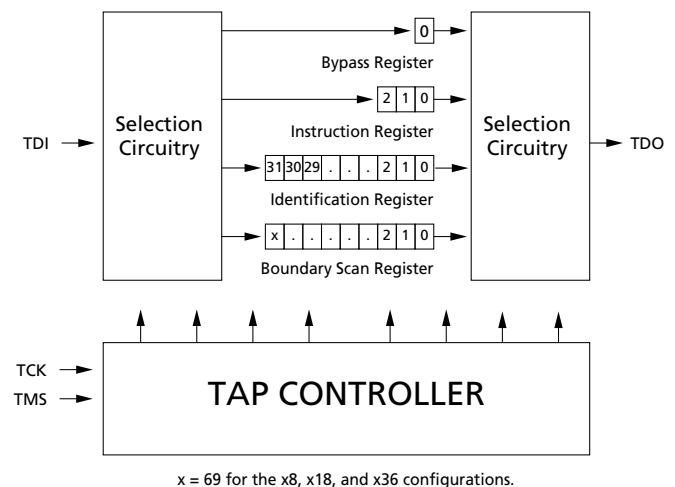 0
Bypass Register
2 1 0
Instruction Register
TDI
Selection
Circuitry
Selection
Circuitry
TDO
31 30 29 . . . 2 1 0
Identification Register
x . . . . . 2 1 0
Boundary Scan Register
TCK
TMS
TAP CONTROLLER
x = 69 for the x8, x18, and x36 configurations.